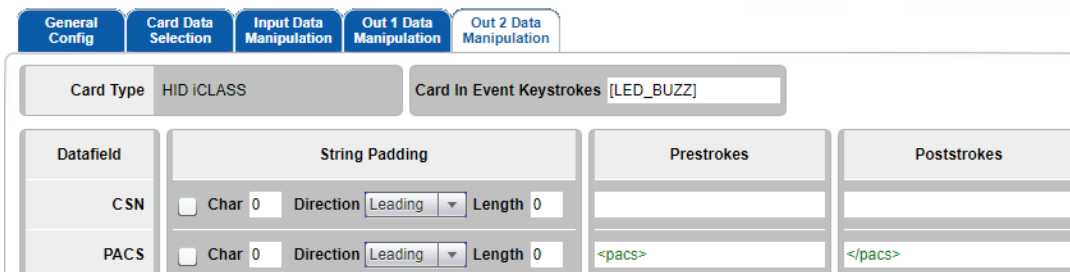 General Config
Card Data Selection
Input Data Manipulation
Out 1 Data Manipulation
Out 2 Data Manipulation
Card Type HID iCLASS Card In Event Keystrokes [LED_BUZZ]
Datafield String Padding Prestrokes Poststrokes
CSN Char 0 Direction Leading Length 0
PACS Char 0 Direction Leading Length 0 <pacs> </pacs>